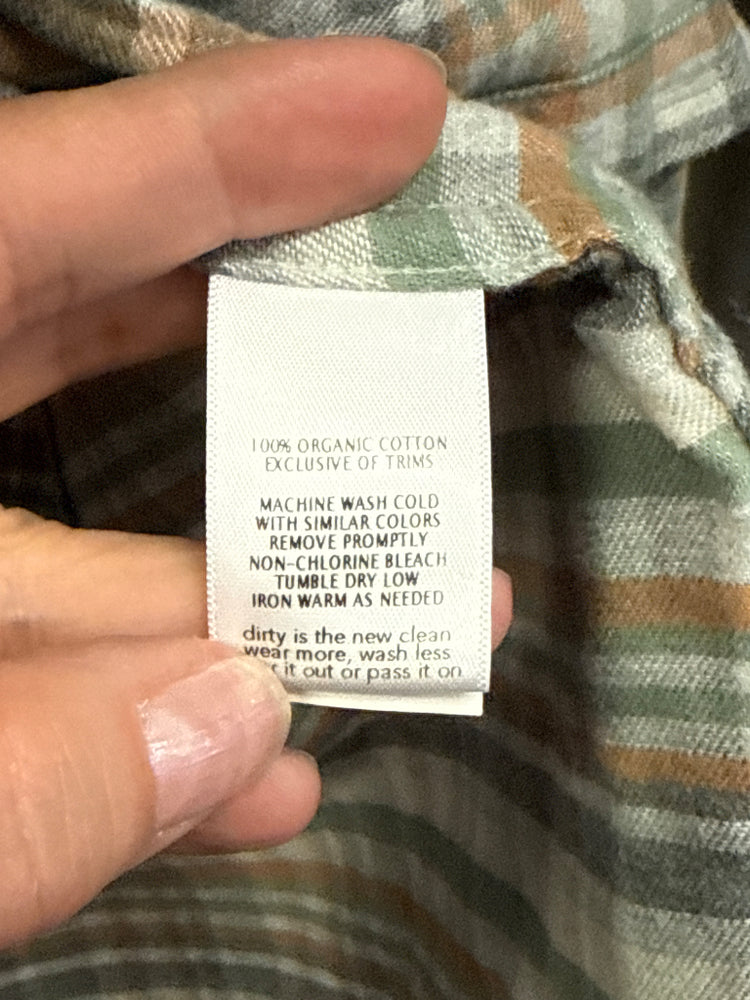 100% ORGANIC COTTON
EXCLUSIVE OF TRIMS
MACHINE WASH COLD
WITH SIMILAR COLORS
REMOVE PROMPTLY
NON-CHLORINE BLEACH
TUMBLE DRY LOW
IRON WARM AS NEEDED
dirty is the new clean
wear more, wash less
it out or pass it on